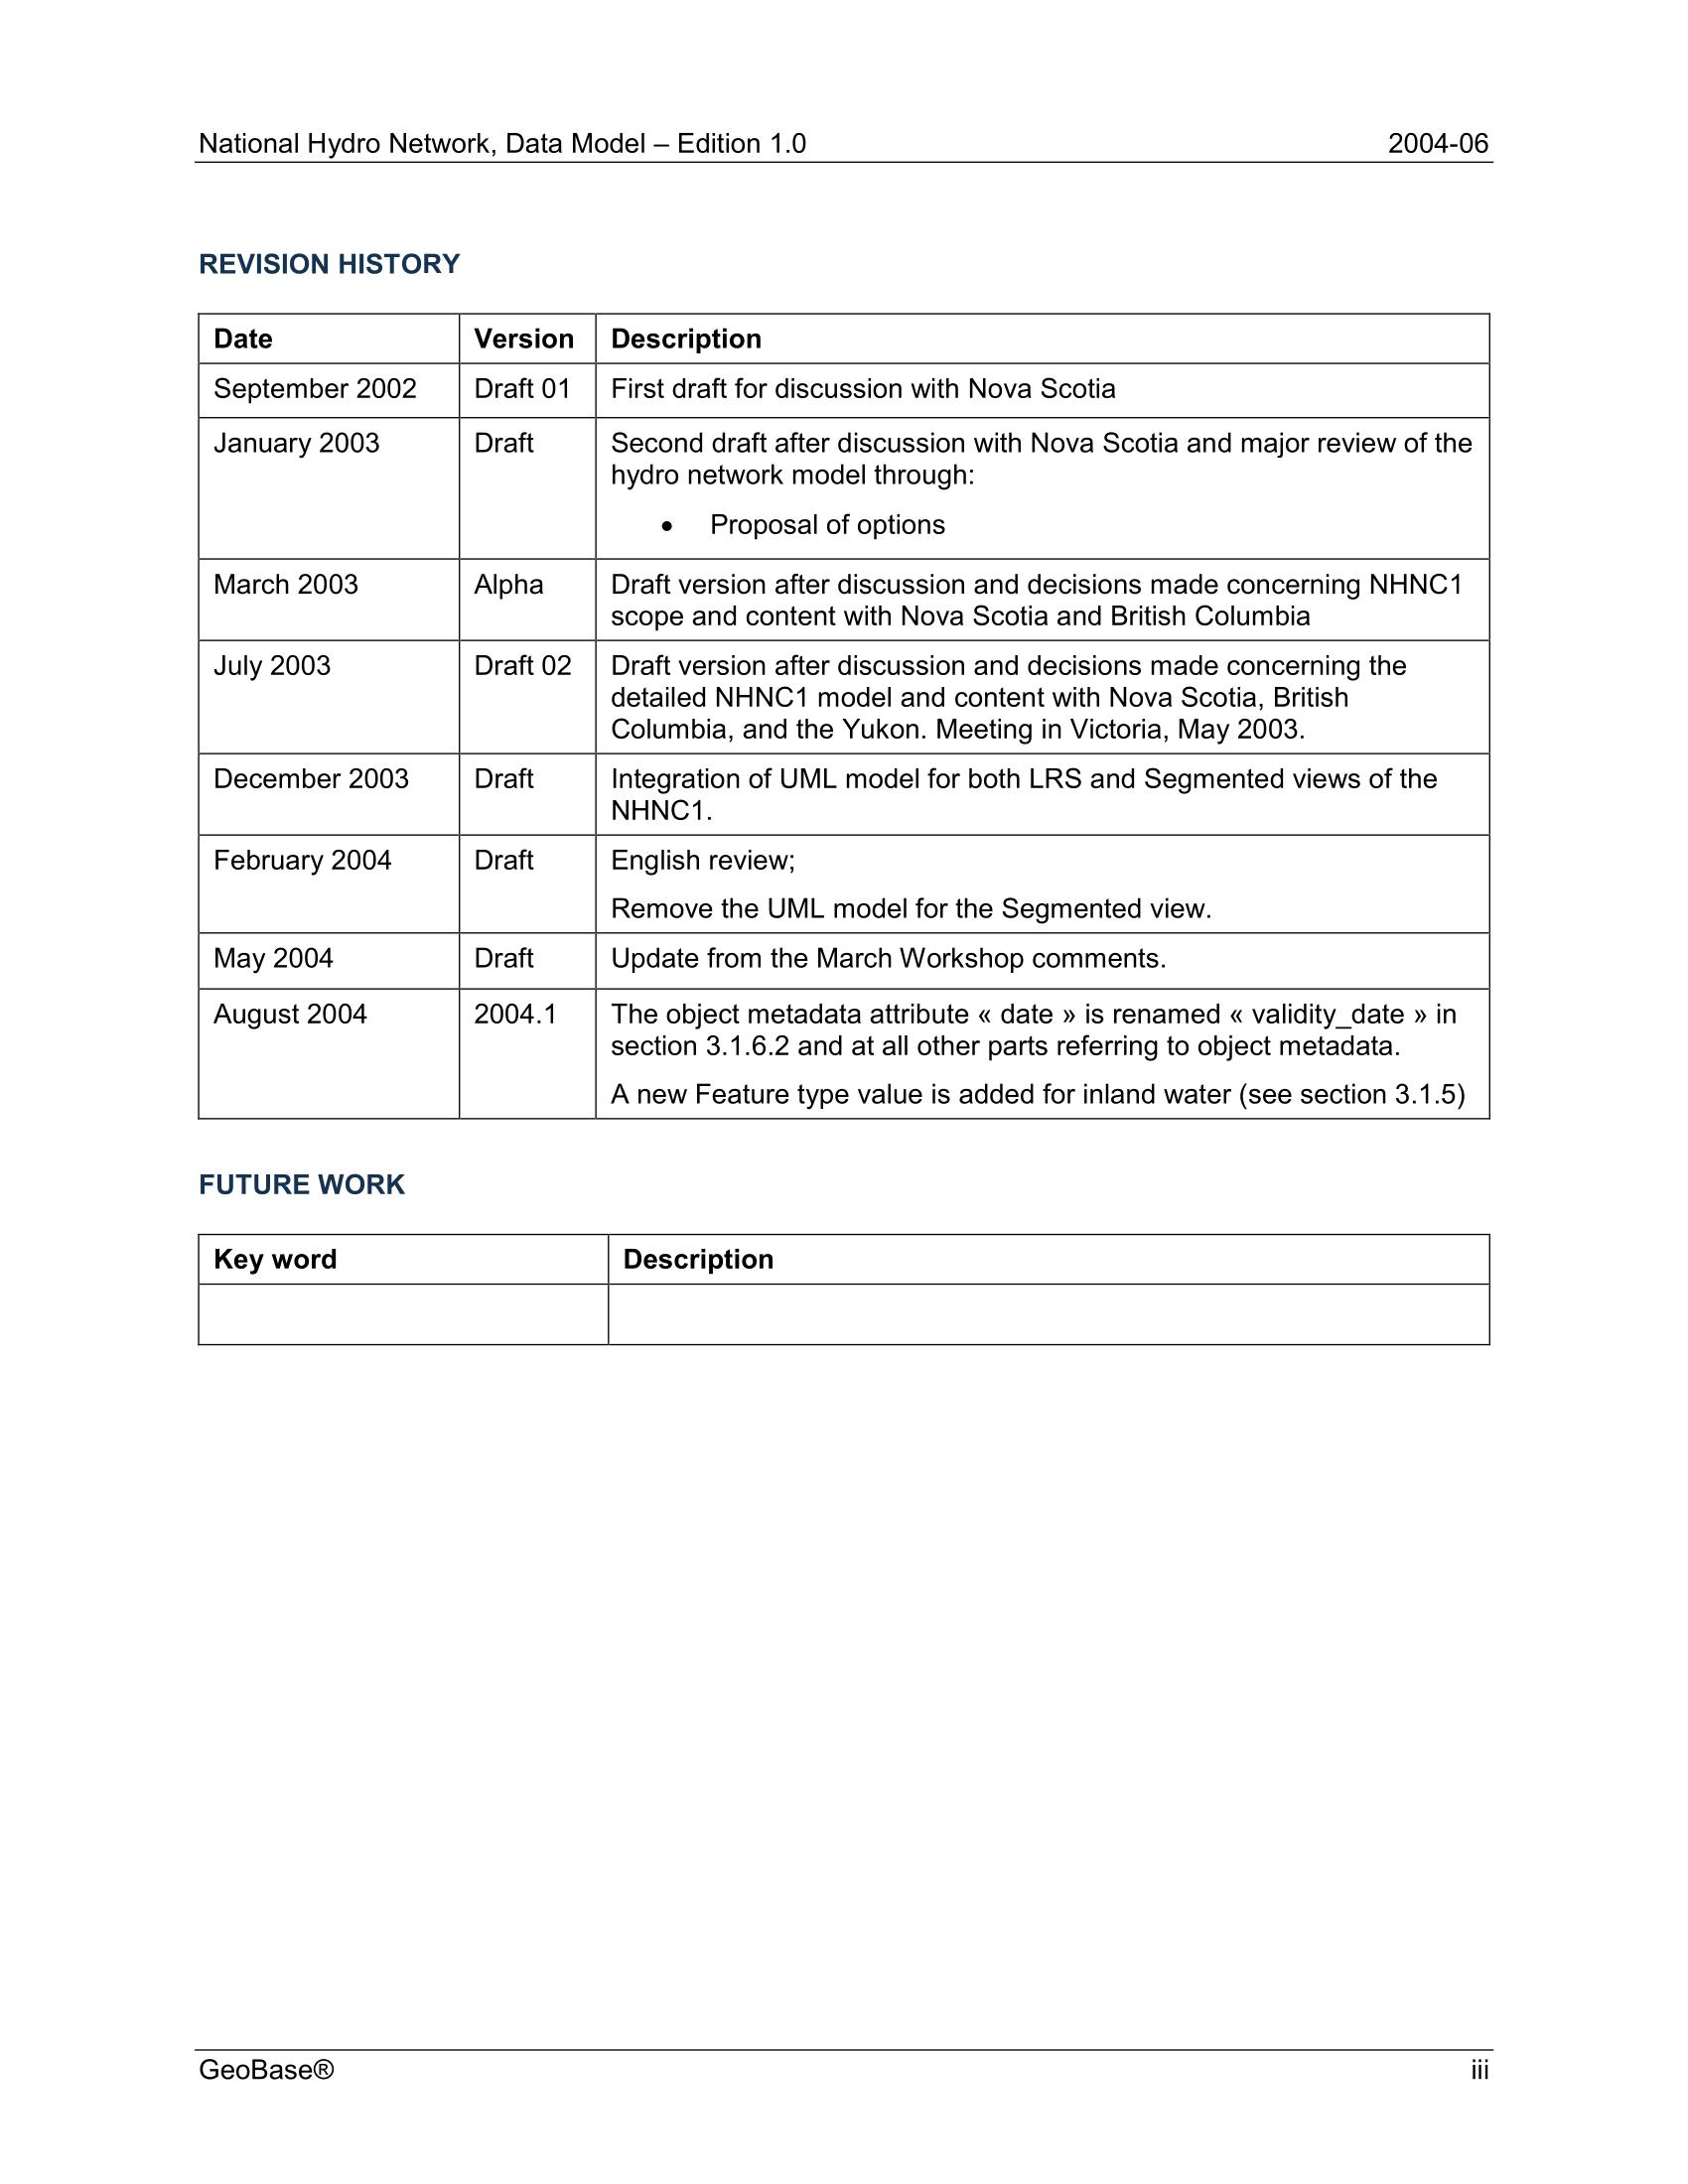 National Hydro Network, Data Model – Edition 1.0 2004-06
REVISION HISTORY
Date Version Description
September 2002 Draft 01 First draft for discussion with Nova Scotia
January 2003 Draft Second draft after discussion with Nova Scotia and major review of the
hydro network model through:
• Proposal of options
March 2003 Alpha Draft version after discussion and decisions made concerning NHNC1
scope and content with Nova Scotia and British Columbia
July 2003 Draft 02 Draft version after discussion and decisions made concerning the
detailed NHNC1 model and content with Nova Scotia, British
Columbia, and the Yukon. Meeting in Victoria, May 2003.
December 2003 Draft Integration of UML model for both LRS and Segmented views of the
NHNC1.
February 2004 Draft English review;
Remove the UML model for the Segmented view.
May 2004 Draft Update from the March Workshop comments.
August 2004 2004.1 The object metadata attribute « date » is renamed « validity_date » in
section 3.1.6.2 and at all other parts referring to object metadata.
A new Feature type value is added for inland water (see section 3.1.5)
FUTURE WORK
Key word Description
GeoBase® iii